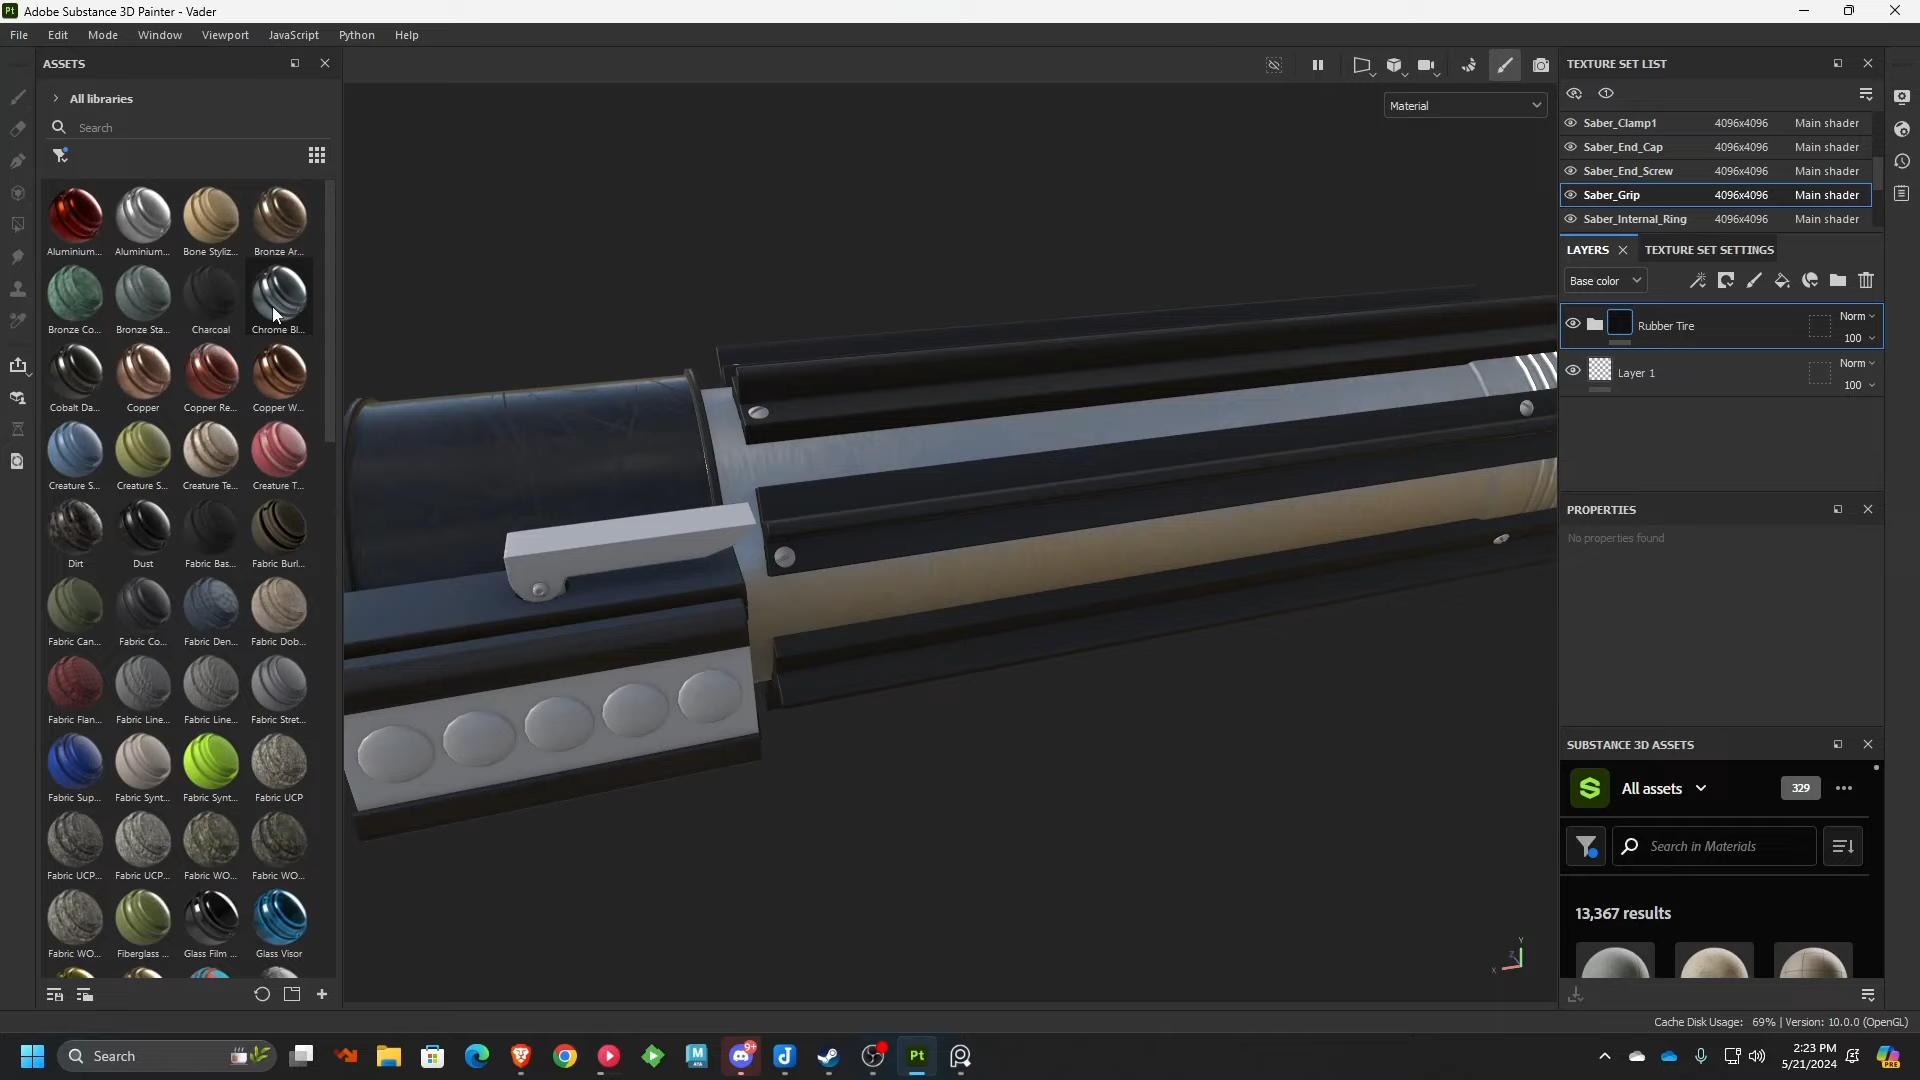 Pt Adobe Substance 3D Painter - Vader
File Edit Mode Window Viewport JavaScript Python Help
ASSETS
All libraries
Search
Aluminium... Aluminium... Bone Styliz... Bronze Ar...
Bronze Co... Bronze Sta... Charcoal Chrome Bl...
Cobalt Da... Copper Copper Re... Copper W...
Creature S... Creature S... Creature Te... Creature T...
Dirt Dust Fabric Bas... Fabric Burl...
Fabric Can... Fabric Co... Fabric Den... Fabric Dob...
Fabric Flan... Fabric Line... Fabric Line... Fabric Stret...
Fabric Sup... Fabric Synt... Fabric Synt... Fabric UCP
Fabric UCP... Fabric UCP... Fabric WO... Fabric WO...
Fabric WO... Fiberglass ... Glass Film ... Glass Visor
Material
Y
Z
X
TEXTURE SET LIST
Saber_Clamp1 4096x4096 Main shader
Saber_End_Cap 4096x4096 Main shader
Saber_End_Screw 4096x4096 Main shader
Saber_Grip 4096x4096 Main shader
Saber_Internal_Ring 4096x4096 Main shader
LAYERS TEXTURE SET SETTINGS
Base color
Rubber Tire Norm
100
Layer 1 Norm
100
PROPERTIES
No properties found
SUBSTANCE 3D ASSETS
All assets 329
Search in Materials
13,367 results
Cache Disk Usage: 69% | Version: 10.0.0 (OpenGL)
Search
9+
Pt
2:23 PM
5/21/2024
PRE